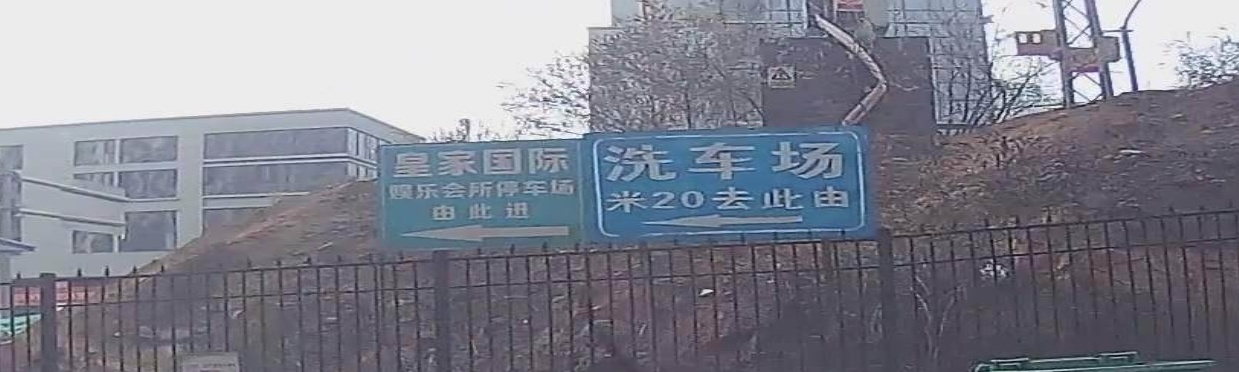 皇家国际
娱乐会所停车场
由此进
洗车场
米20去此由